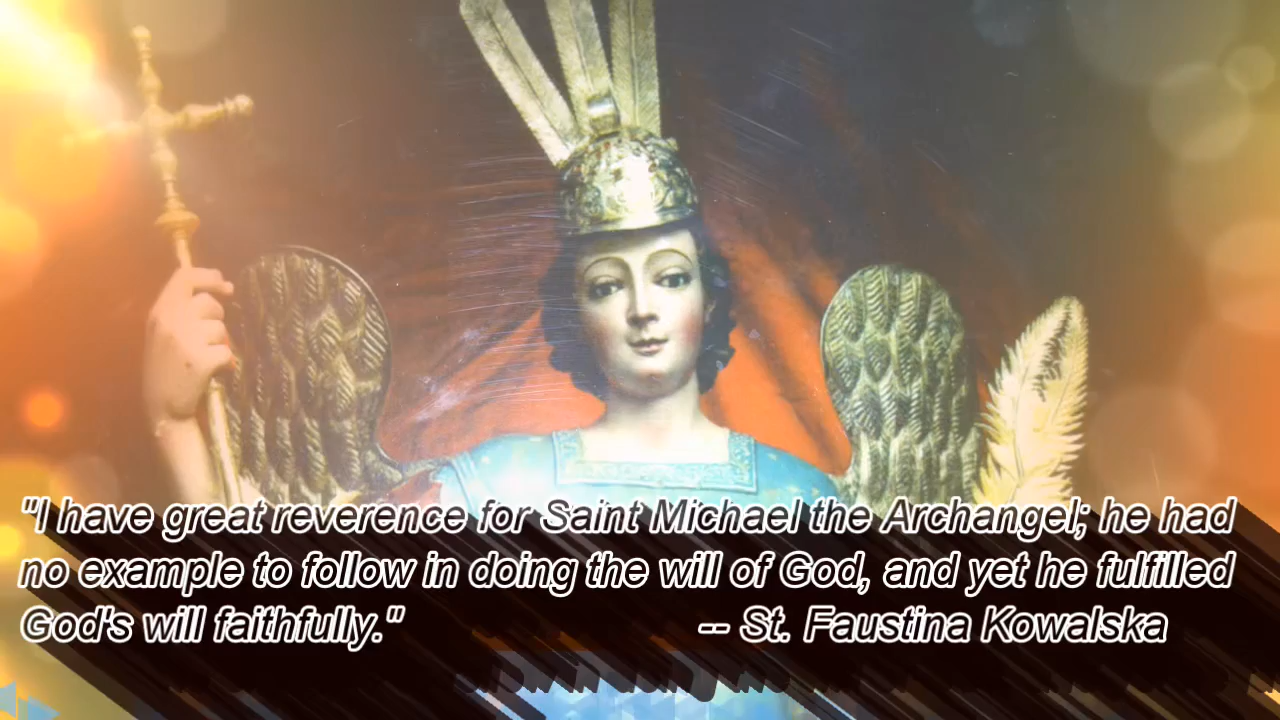 "I have great reverence for Saint Michael the Archangel; he had
no example to follow in doing the will of God, and yet he fulfilled
God's will faithfully." -- St. Faustina Kowalska